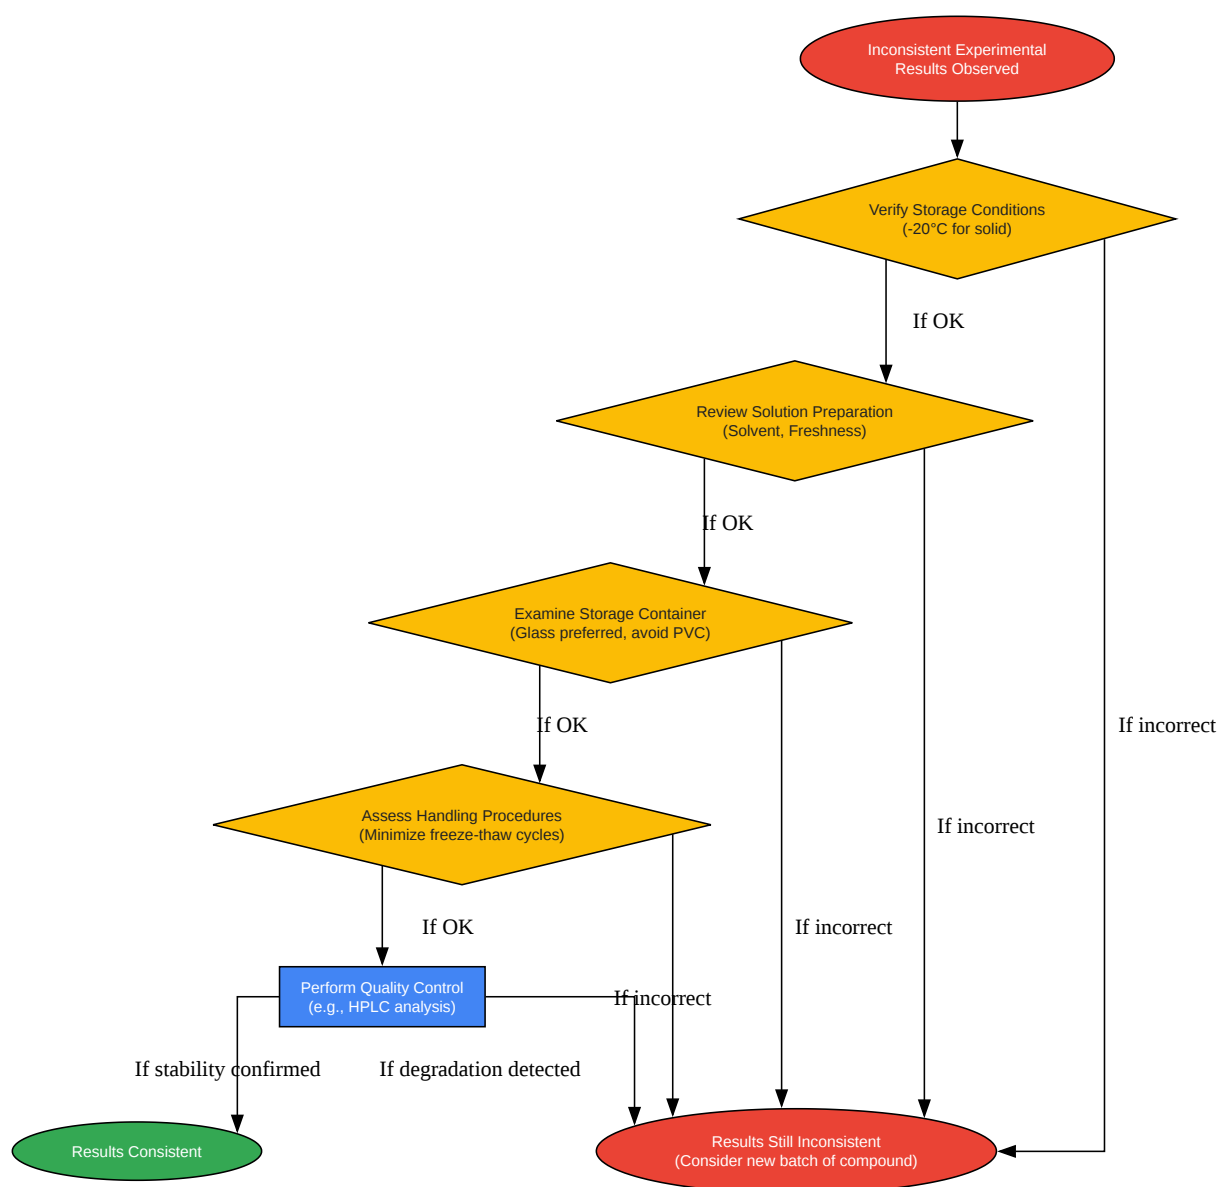 Inconsistent Experimental
Results Observed
Verify Storage Conditions
(-20°C for solid)
If OK
Review Solution Preparation
(Solvent, Freshness)
If OK
Examine Storage Container
(Glass preferred, avoid PVC)
If OK
If incorrect
Assess Handling Procedures
(Minimize freeze-thaw cycles)
If incorrect
If OK
If incorrect
Perform Quality Control
(e.g., HPLC analysis)
If incorrect
If stability confirmed
If degradation detected
Results Consistent
Results Still Inconsistent
(Consider new batch of compound)